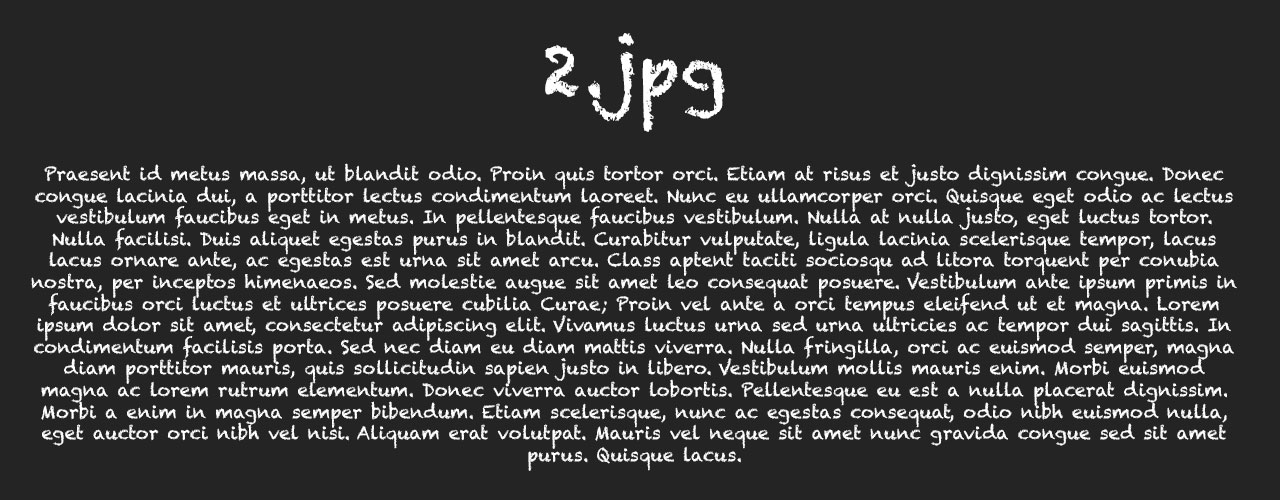 2.jpg
Praesent id metus massa, ut blandit odio. Proin quis tortor orci. Etiam at risus et justo dignissim congue. Donec
congue lacinia dui, a porttitor lectus condimentum laoreet. Nunc eu ullamcorper orci. Quisque eget odio ac lectus
vestibulum faucibus eget in metus. In pellentesque faucibus vestibulum. Nulla at nulla justo, eget luctus tortor.
Nulla facilisi. Duis aliquet egestas purus in blandit. Curabitur vulputate, ligula lacinia scelerisque tempor, lacus
lacus ornare ante, ac egestas est urna sit amet arcu. Class aptent taciti sociosqu ad litora torquent per conubia
nostra, per inceptos himenaeos. Sed molestie augue sit amet leo consequat posuere. Vestibulum ante ipsum primis in
faucibus orci luctus et ultrices posuere cubilia Curae; Proin vel ante a orci tempus eleifend ut et magna. Lorem
ipsum dolor sit amet, consectetur adipiscing elit. Vivamus luctus urna sed urna ultricies ac tempor dui sagittis. In
condimentum facilisis porta. Sed nec diam eu diam mattis viverra. Nulla fringilla, orci ac euismod semper, magna
diam porttitor mauris, quis sollicitudin sapien justo in libero. Vestibulum mollis mauris enim. Morbi euismod
magna ac lorem rutrum elementum. Donec viverra auctor lobortis. Pellentesque eu est a nulla placerat dignissim.
Morbi a enim in magna semper bibendum. Etiam scelerisque, nunc ac egestas consequat, odio nibh euismod nulla,
eget auctor orci nibh vel nisi. Aliquam erat volutpat. Mauris vel neque sit amet nunc gravida congue sed sit amet
purus. Quisque lacus.